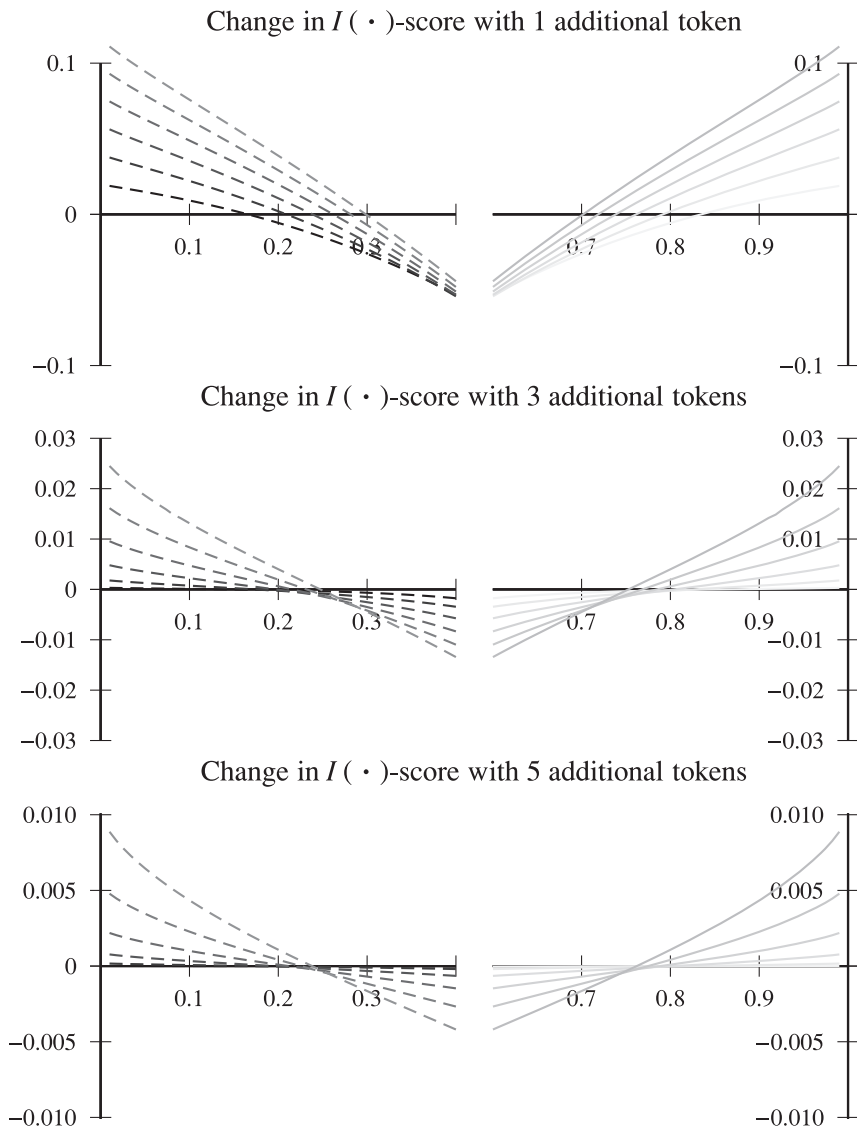 Change in I ( · )-score with 1 additional token
0.1 0.1
0 0.1 0.2 0.3 0.7 0.8 0.9
−0.1 −0.1
Change in I ( · )-score with 3 additional tokens
0.03 0.03
0.02 0.02
0.01 0.01
0
0.1 0.2 0.3 0.7 0.8 0.9
−0.01 −0.01
−0.02 −0.02
−0.03 −0.03
Change in I ( · )-score with 5 additional tokens
0.010 0.010
0.005 0.005
0
0.1 0.2 0.3 0.7 0.8 0.9
−0.005 −0.005
−0.010 −0.010